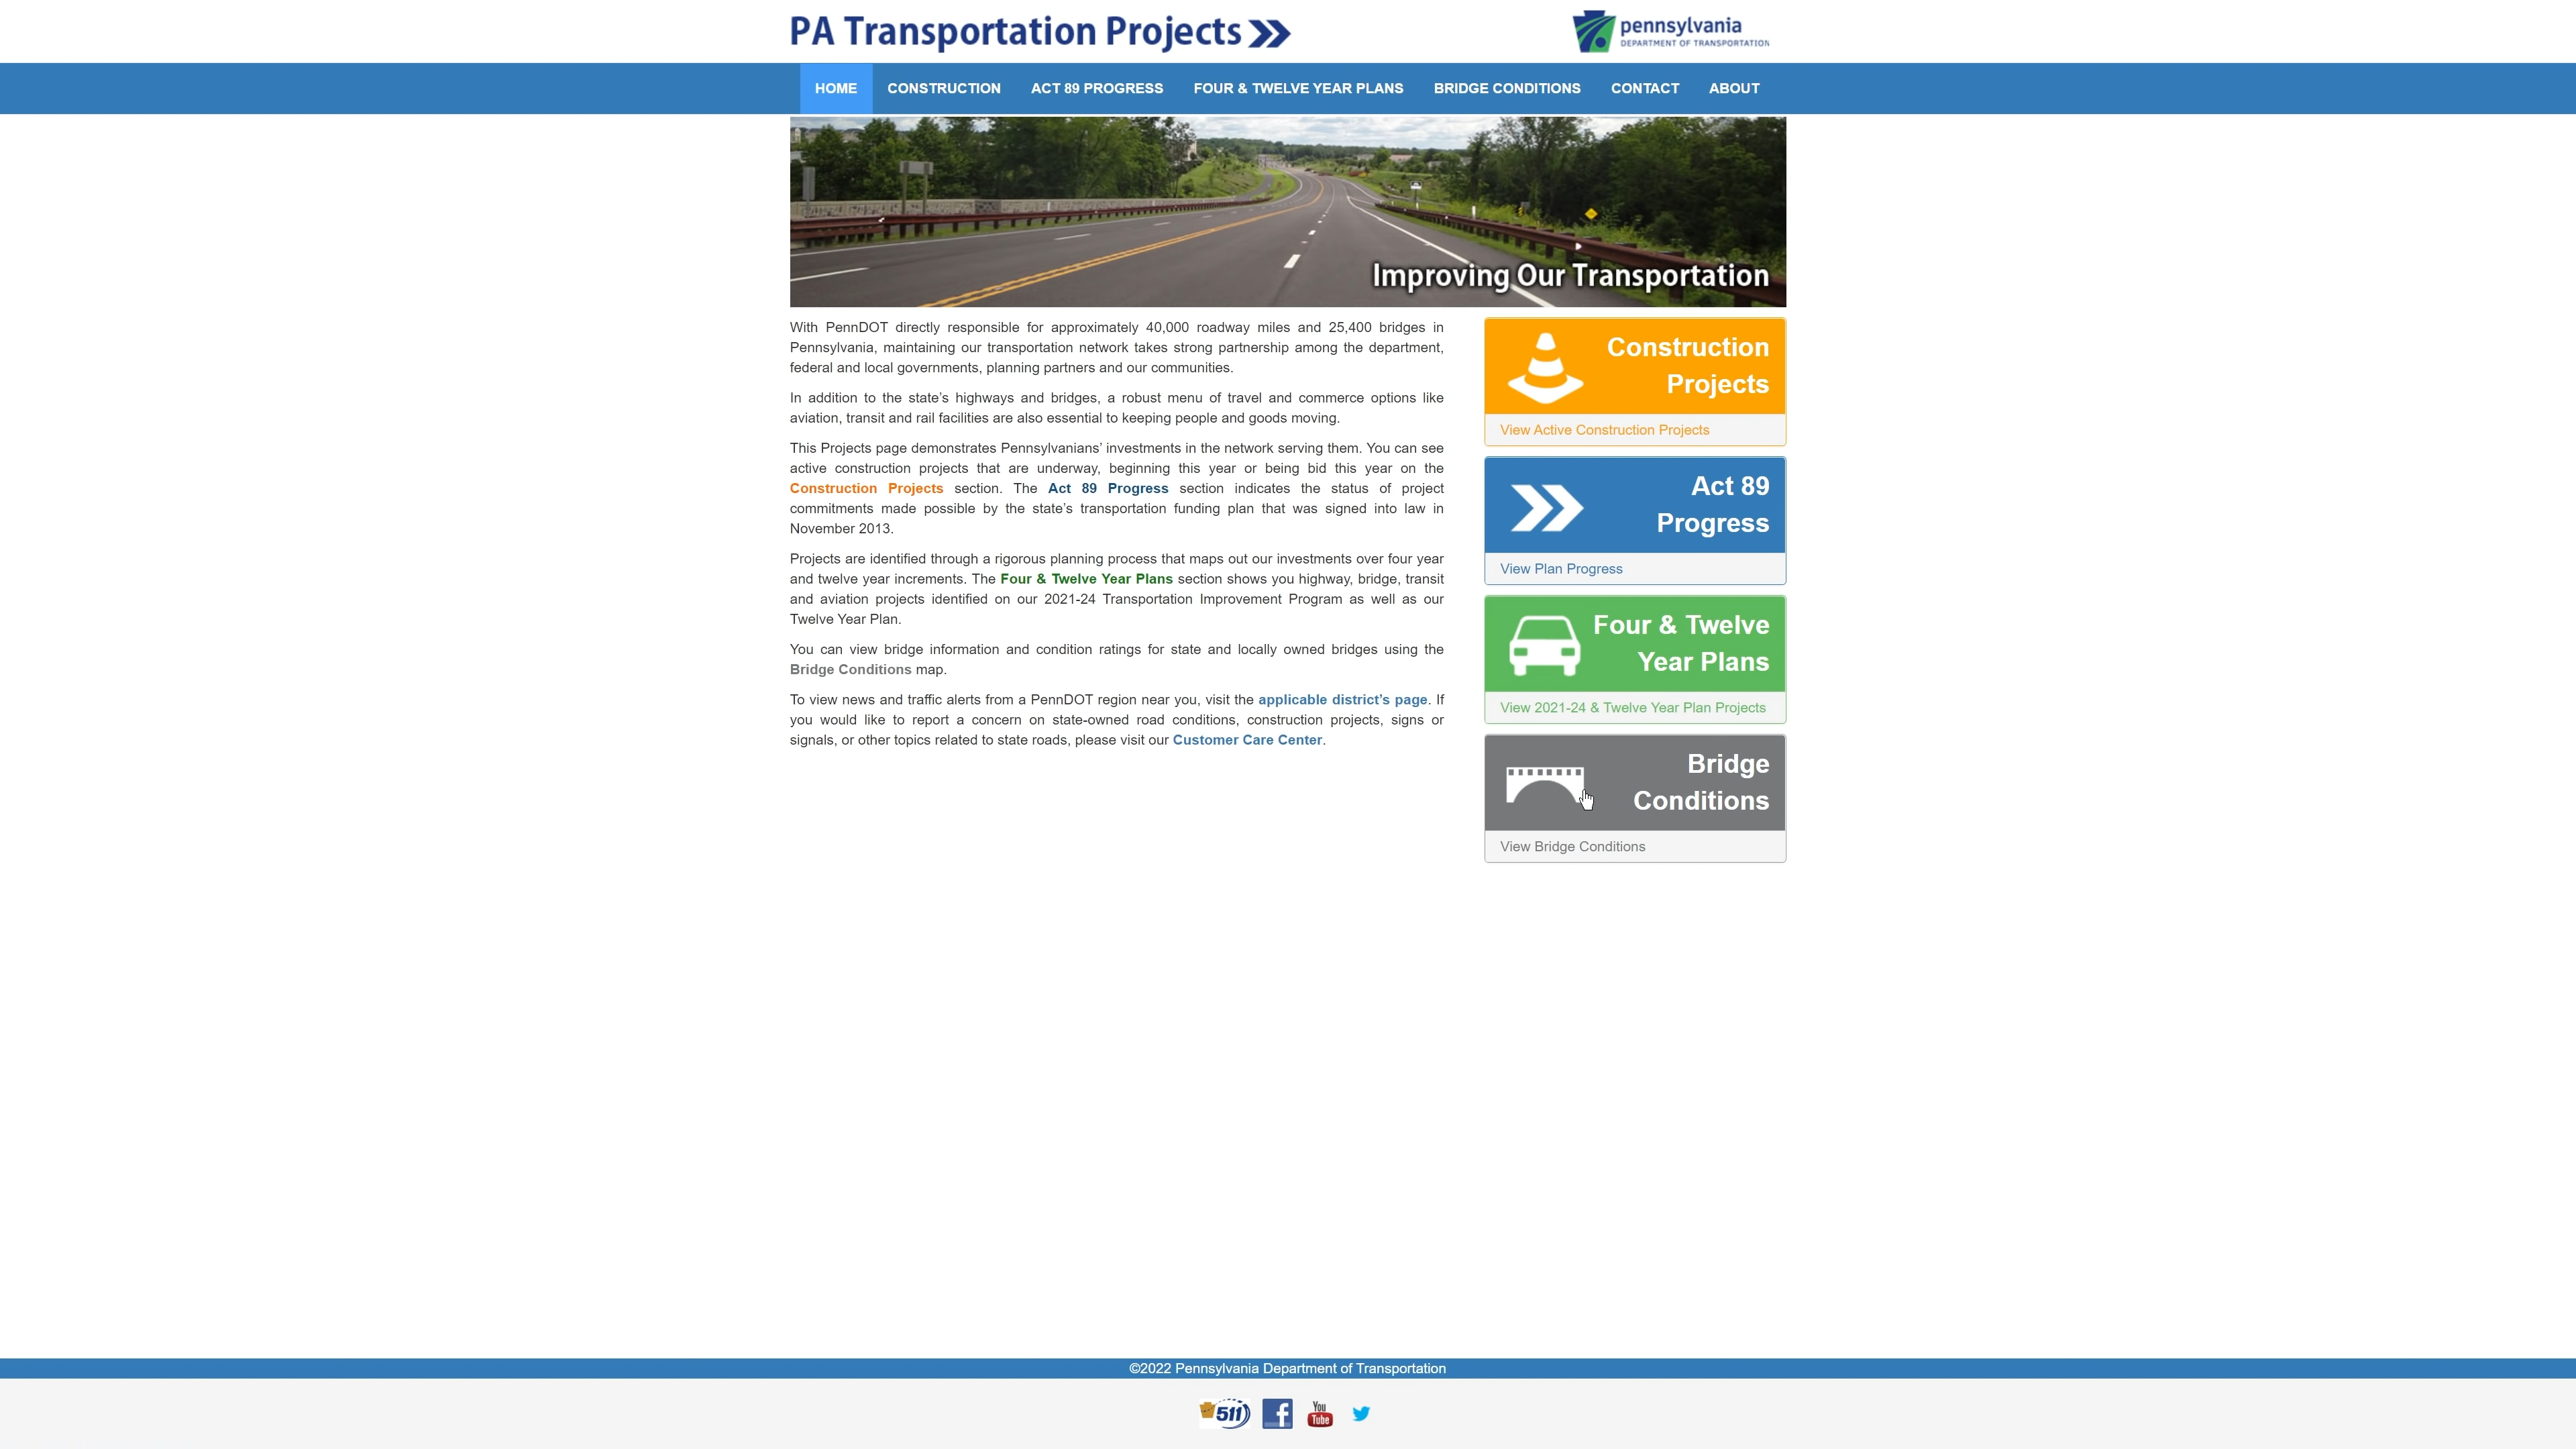 PA Transportation Projects
pennsylvania
DEPARTMENT OF TRANSPORTATION
HOME CONSTRUCTION ACT 89 PROGRESS FOUR & TWELVE YEAR PLANS BRIDGE CONDITIONS CONTACT ABOUT
Improving Our Transportation
With PennDOT directly responsible for approximately 40,000 roadway miles and 25,400 bridges in
Pennsylvania, maintaining our transportation network takes strong partnership among the department,
federal and local governments, planning partners and our communities.
In addition to the state’s highways and bridges, a robust menu of travel and commerce options like
aviation, transit and rail facilities are also essential to keeping people and goods moving.
This Projects page demonstrates Pennsylvanians’ investments in the network serving them. You can see
active construction projects that are underway, beginning this year or being bid this year on the
Construction Projects section. The Act 89 Progress section indicates the status of project
commitments made possible by the state’s transportation funding plan that was signed into law in
November 2013.
Projects are identified through a rigorous planning process that maps out our investments over four year
and twelve year increments. The Four & Twelve Year Plans section shows you highway, bridge, transit
and aviation projects identified on our 2021-24 Transportation Improvement Program as well as our
Twelve Year Plan.
You can view bridge information and condition ratings for state and locally owned bridges using the
Bridge Conditions map.
To view news and traffic alerts from a PennDOT region near you, visit the applicable district’s page. If
you would like to report a concern on state-owned road conditions, construction projects, signs or
signals, or other topics related to state roads, please visit our Customer Care Center.
Construction
Projects
View Active Construction Projects
Act 89
Progress
View Plan Progress
Four & Twelve
Year Plans
View 2021-24 & Twelve Year Plan Projects
Bridge
Conditions
View Bridge Conditions
©2022 Pennsylvania Department of Transportation
511 f You
Tube